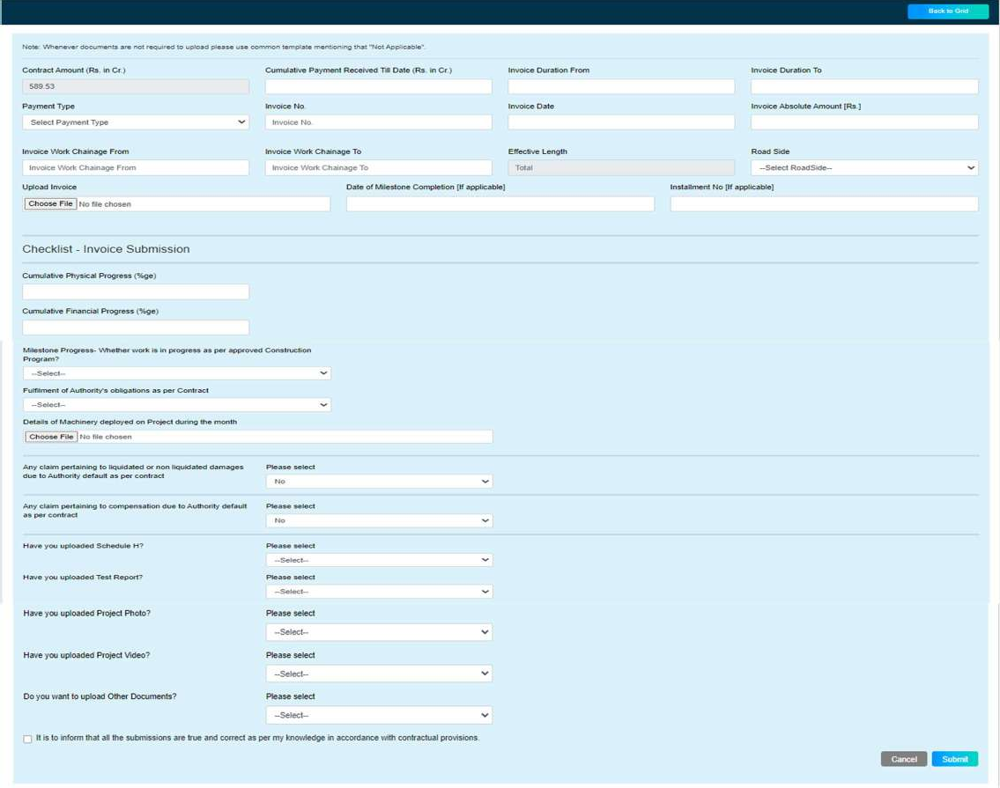 Back to Grid
Note: Whenever documents are not required to upload please use common template mentioning that "Not Applicable".
Contract Amount (Rs. in Cr.) Cumulative Payment Received Till Date (Rs. in Cr.) Invoice Duration From Invoice Duration To
589.53
Payment Type Invoice No. Invoice Date Invoice Absolute Amount [Rs.]
Select Payment Type Invoice No.
Invoice Work Chainage From Invoice Work Chainage To Effective Length Road Side
Invoice Work Chainage From Invoice Work Chainage To Total --Select RoadSide--
Upload Invoice Date of Milestone Completion [If applicable] Installment No [If applicable]
Choose File No file chosen
Checklist - Invoice Submission
Cumulative Physical Progress (%ge)
Cumulative Financial Progress (%ge)
Milestone Progress- Whether work is in progress as per approved Construction
Program?
--Select--
Fulfilment of Authority's obligations as per Contract
--Select--
Details of Machinery deployed on Project during the month
Choose File No file chosen
Any claim pertaining to liquidated or non liquidated damages Please select
due to Authority default as per contract
No
Any claim pertaining to compensation due to Authority default Please select
as per contract
No
Have you uploaded Schedule H? Please select
--Select--
Have you uploaded Test Report? Please select
--Select--
Have you uploaded Project Photo? Please select
--Select--
Have you uploaded Project Video? Please select
--Select--
Do you want to upload Other Documents? Please select
--Select--
It is to inform that all the submissions are true and correct as per my knowledge in accordance with contractual provisions.
Cancel Submit